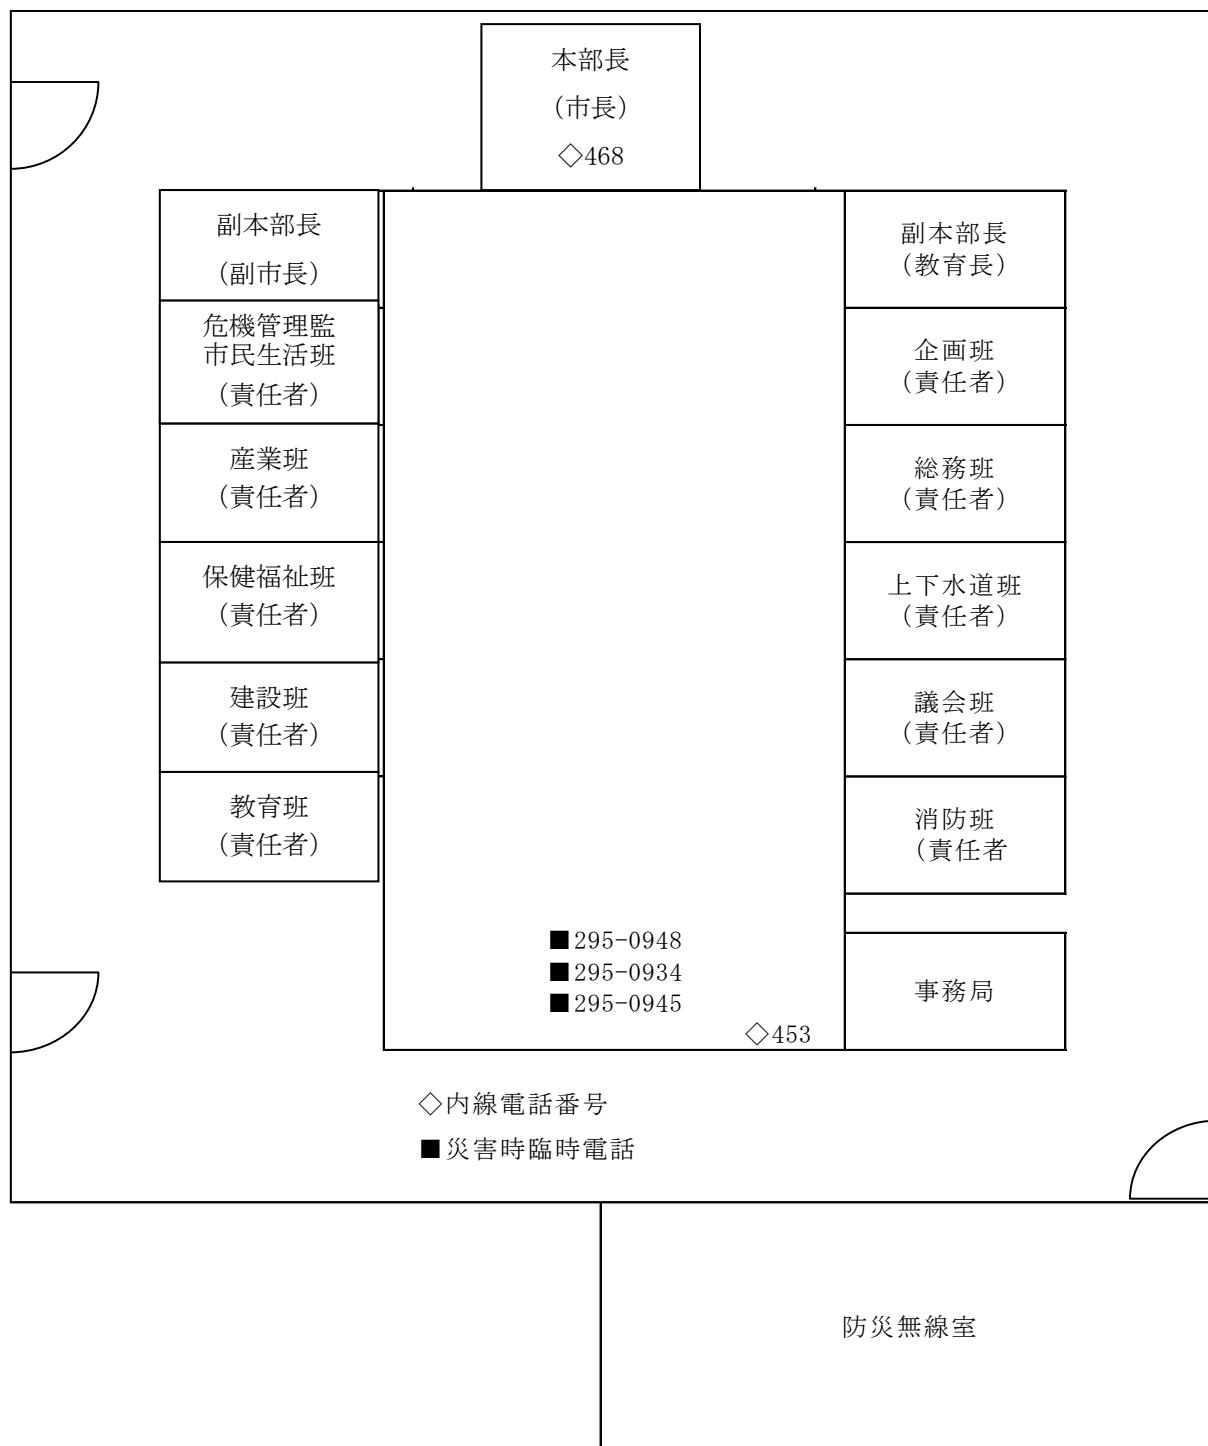 本部長
（市長）
◇468
副本部長
（副市長）
危機管理監
市民生活班
（責任者）
産業班
（責任者）
保健福祉班
（責任者）
建設班
（責任者）
教育班
（責任者）
副本部長
（教育長）
企画班
（責任者）
総務班
（責任者）
上下水道班
（責任者）
議会班
（責任者）
消防班
（責任者
事務局
■295-0948
■295-0934
■295-0945
◇453
◇内線電話番号
■災害時臨時電話
防災無線室